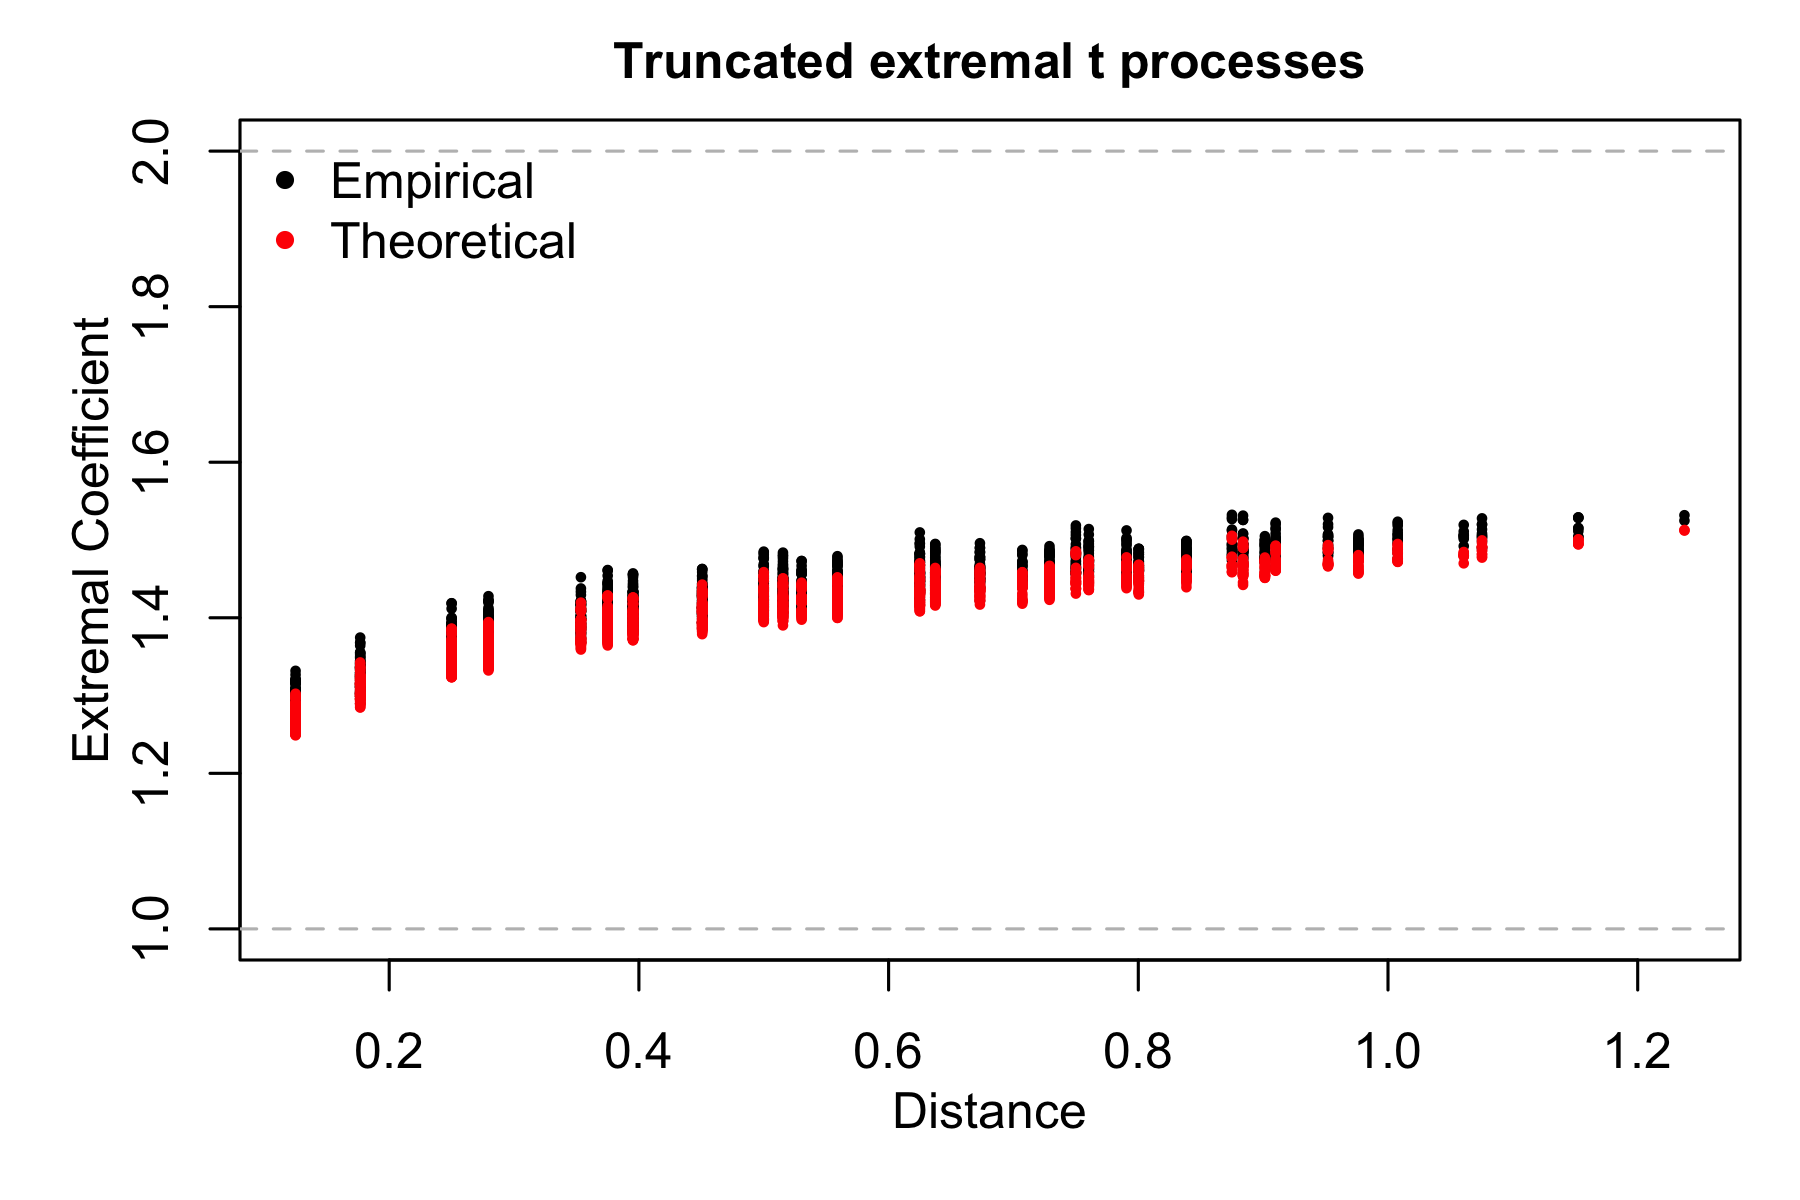 Truncated extremal t processes
Empirical
Theoretical
Extremal Coefficient
2.0
1.8
1.6
1.4
1.2
1.0
0.2 0.4 0.6 0.8 1.0 1.2
Distance